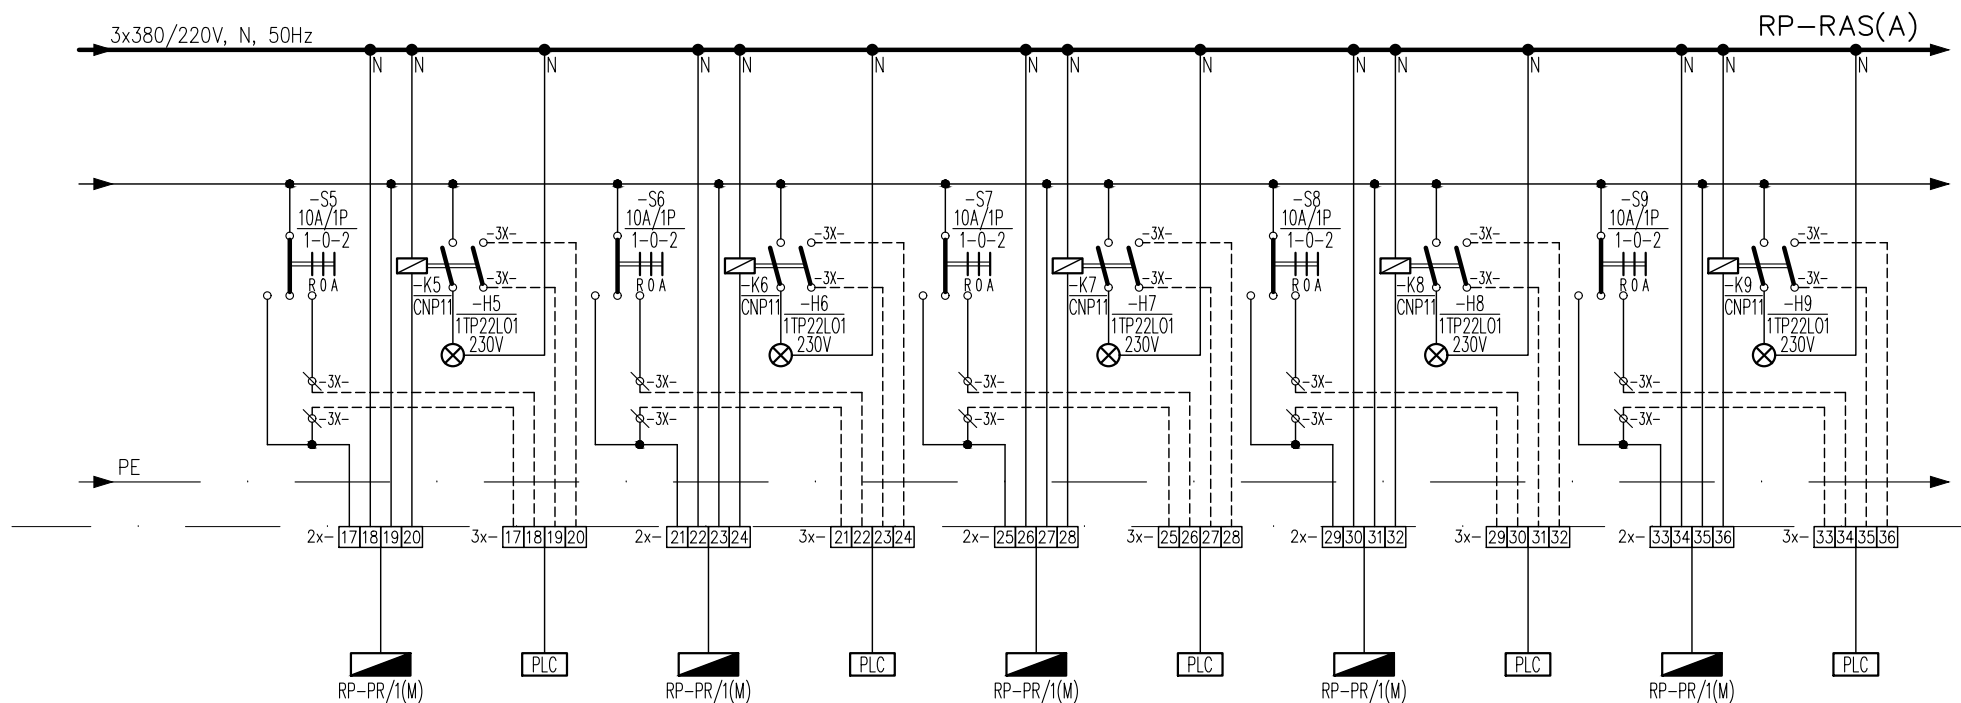 3x380/220V, N, 50Hz
RP-RAS(A)
N N N N N N N N N N N N N N N
-S5
10A/1P
1-0-2
R O A
-K5
CNP11
-3X-
-3X-
-H5
1TP22L01
230V
-3X-
-3X-
-S6
10A/1P
1-0-2
R O A
-K6
CNP11
-3X-
-3X-
-H6
1TP22L01
230V
-3X-
-3X-
-S7
10A/1P
1-0-2
R O A
-K7
CNP11
-3X-
-3X-
-H7
1TP22L01
230V
-3X-
-3X-
-S8
10A/1P
1-0-2
R O A
-K8
CNP11
-3X-
-3X-
-H8
1TP22L01
230V
-3X-
-3X-
-S9
10A/1P
1-0-2
R O A
-K9
CNP11
-3X-
-3X-
-H9
1TP22L01
230V
-3X-
-3X-
PE
2x- 17 18 19 20 3x- 17 18 19 20 2x- 21 22 23 24 3x- 21 22 23 24 2x- 25 26 27 28 3x- 25 26 27 28 2x- 29 30 31 32 3x- 29 30 31 32 2x- 33 34 35 36 3x- 33 34 35 36
PLC PLC PLC PLC PLC
RP-PR/1(M) RP-PR/1(M) RP-PR/1(M) RP-PR/1(M) RP-PR/1(M)